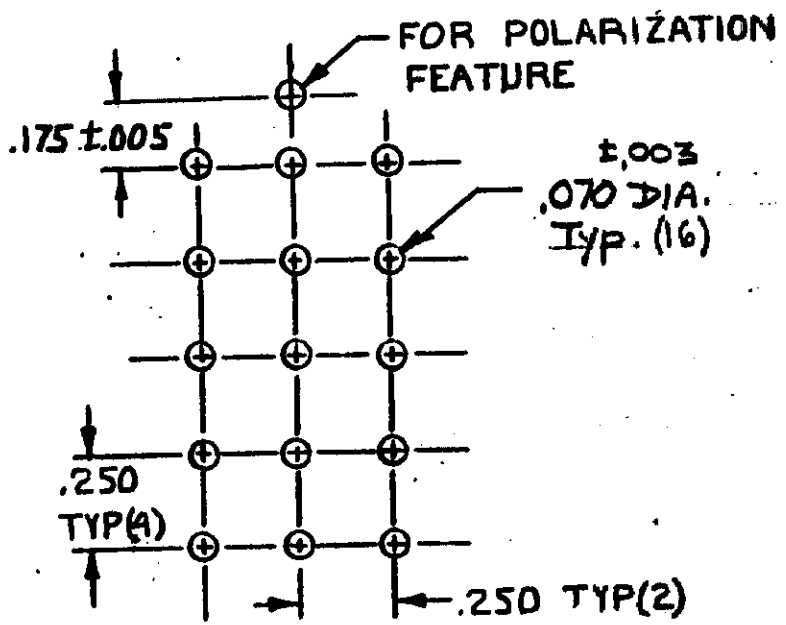 FOR POLARIZATION
FEATURE
.175 ±.005
±.003
.070 DIA.
Typ. (16)
.250
TYP(4)
.250 TYP(2)